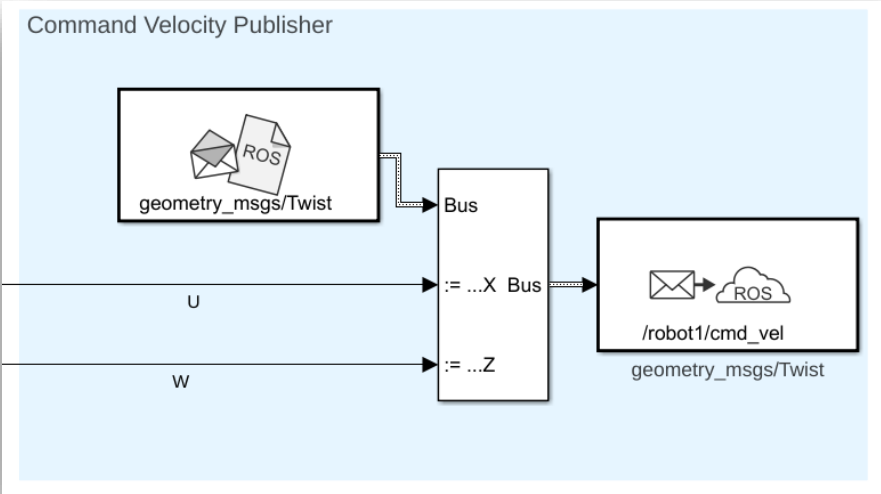 Command Velocity Publisher
ROS
geometry_msgs/Twist
Bus
U
:= ...X Bus
W
:= ...Z
ROS
/robot1/cmd_vel
geometry_msgs/Twist